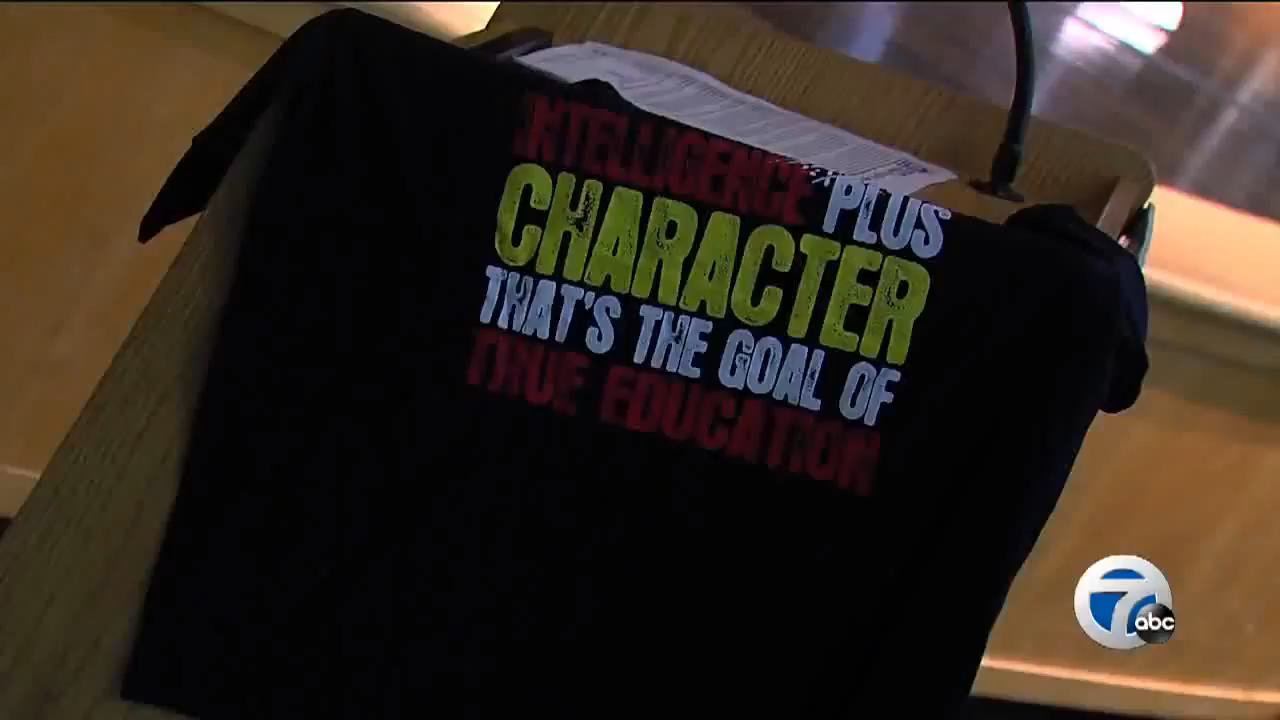 INTELLIGENCE PLUS
CHARACTER
THAT'S THE GOAL OF
TRUE EDUCATION
7
abc